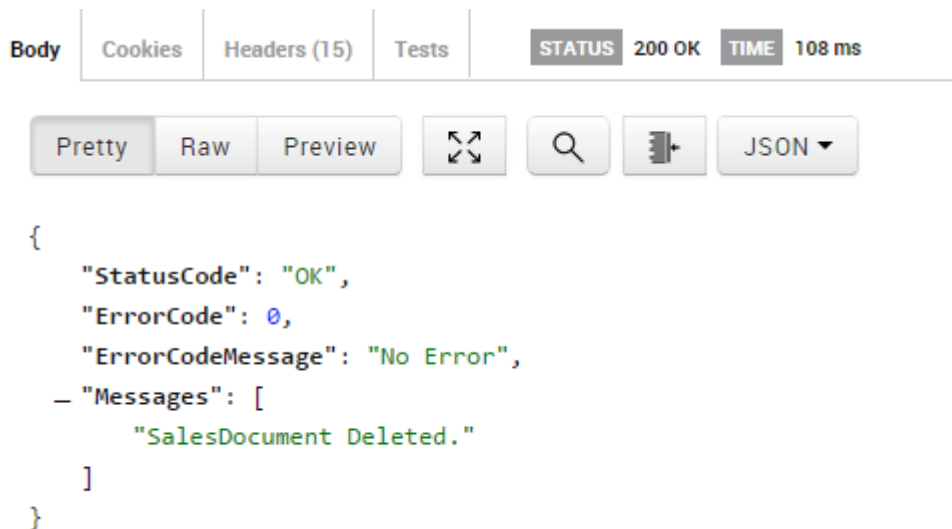 Body Cookies Headers (15) Tests STATUS 200 OK TIME 108 ms
Pretty Raw Preview JSON
{
"StatusCode": "OK",
"ErrorCode": 0,
"ErrorCodeMessage": "No Error",
"Messages": [
"SalesDocument Deleted."
]
}